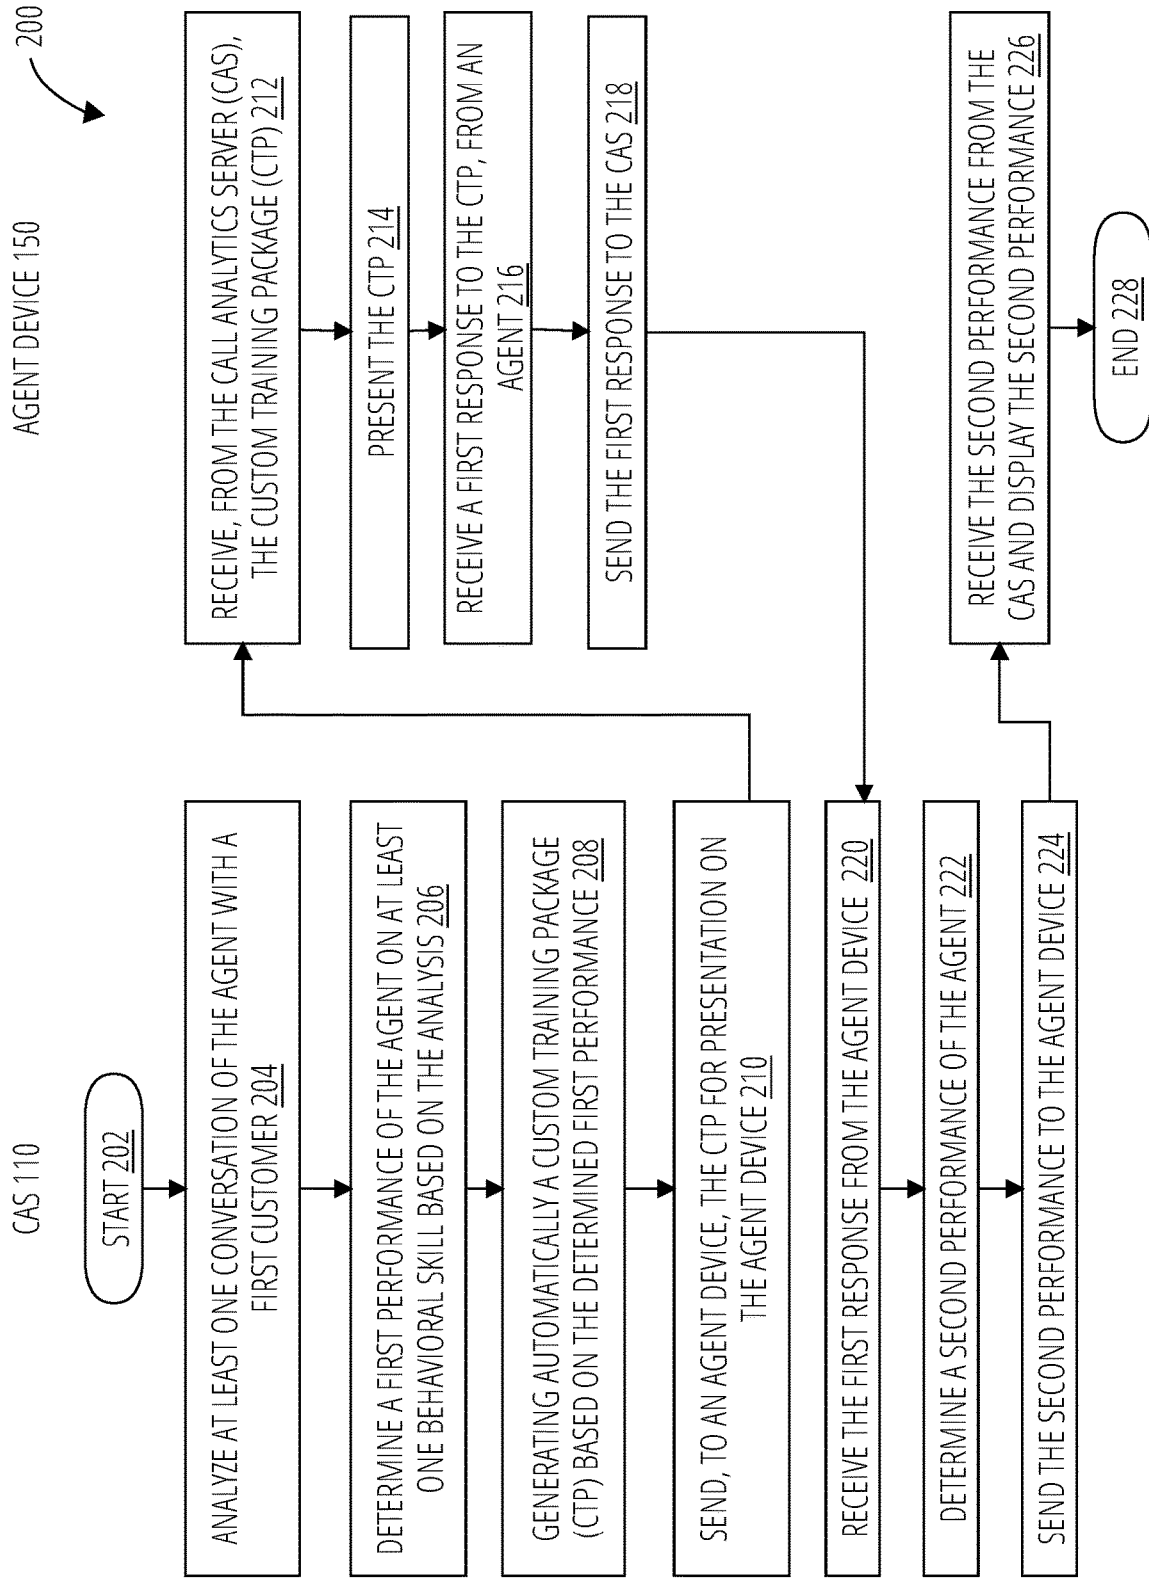 CAS 110
AGENT DEVICE 150
200
START 202
ANALYZE AT LEAST ONE CONVERSATION OF THE AGENT WITH A
FIRST CUSTOMER 204
DETERMINE A FIRST PERFORMANCE OF THE AGENT ON AT LEAST
ONE BEHAVIORAL SKILL BASED ON THE ANALYSIS 206
GENERATING AUTOMATICALLY A CUSTOM TRAINING PACKAGE
(CTP) BASED ON THE DETERMINED FIRST PERFORMANCE 208
SEND, TO AN AGENT DEVICE, THE CTP FOR PRESENTATION ON
THE AGENT DEVICE 210
RECEIVE, FROM THE CALL ANALYTICS SERVER (CAS),
THE CUSTOM TRAINING PACKAGE (CTP) 212
PRESENT THE CTP 214
RECEIVE A FIRST RESPONSE TO THE CTP, FROM AN
AGENT 216
SEND THE FIRST RESPONSE TO THE CAS 218
RECEIVE THE FIRST RESPONSE FROM THE AGENT DEVICE 220
DETERMINE A SECOND PERFORMANCE OF THE AGENT 222
SEND THE SECOND PERFORMANCE TO THE AGENT DEVICE 224
RECEIVE THE SECOND PERFORMANCE FROM THE
CAS AND DISPLAY THE SECOND PERFORMANCE 226
END 228